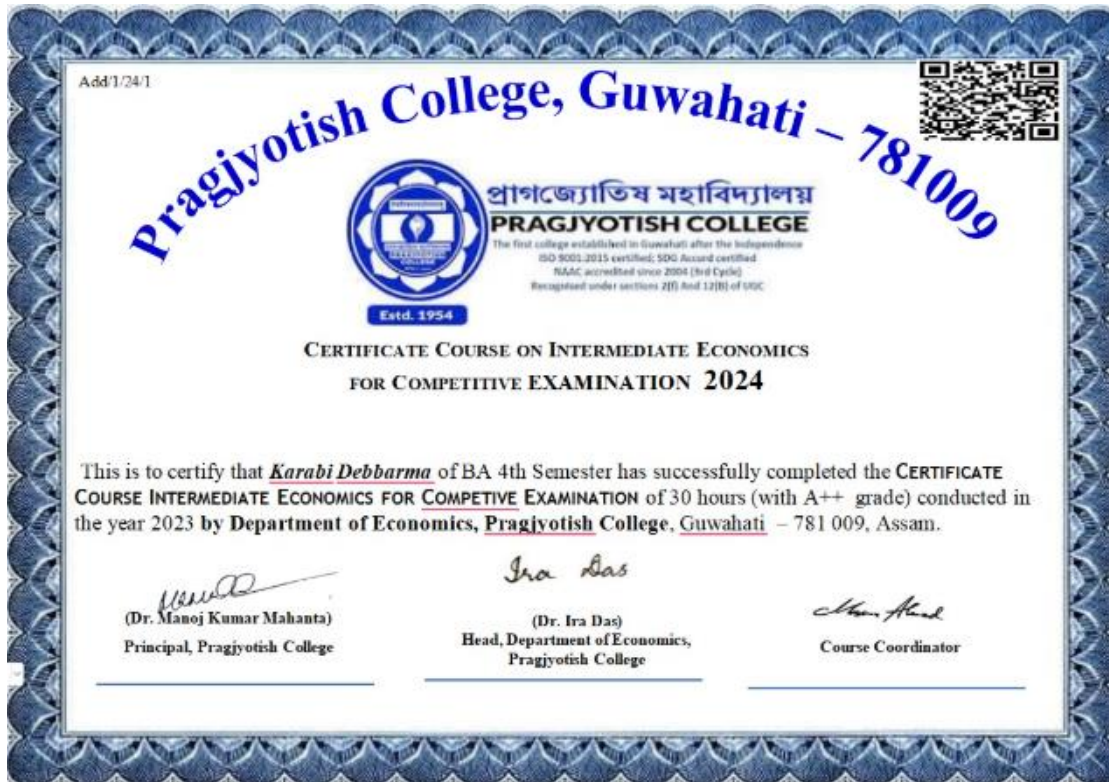 Add/1/24/1
Pragjyotish College, Guwahati – 781009
প্রাগজ্যোতিষ মহাবিদ্যালয়
PRAGJYOTISH COLLEGE
The first college established in Guwahati after the Independence
ISO 9001:2015 certified; SDG Accord certified
NAAC accredited since 2004 (3rd Cycle)
Recognised under sections 2(f) And 12(B) of UGC
PRAGJYOTISH
COLLEGE
Estd. 1954
CERTIFICATE COURSE ON INTERMEDIATE ECONOMICS
FOR COMPETITIVE EXAMINATION 2024
This is to certify that Karabi Debbarma of BA 4th Semester has successfully completed the CERTIFICATE
COURSE INTERMEDIATE ECONOMICS FOR COMPETIVE EXAMINATION of 30 hours (with A++ grade) conducted in
the year 2023 by Department of Economics, Pragjyotish College, Guwahati – 781 009, Assam.
Ira Das
(Dr. Manoj Kumar Mahanta)
Principal, Pragjyotish College
(Dr. Ira Das)
Head, Department of Economics,
Pragjyotish College
Course Coordinator